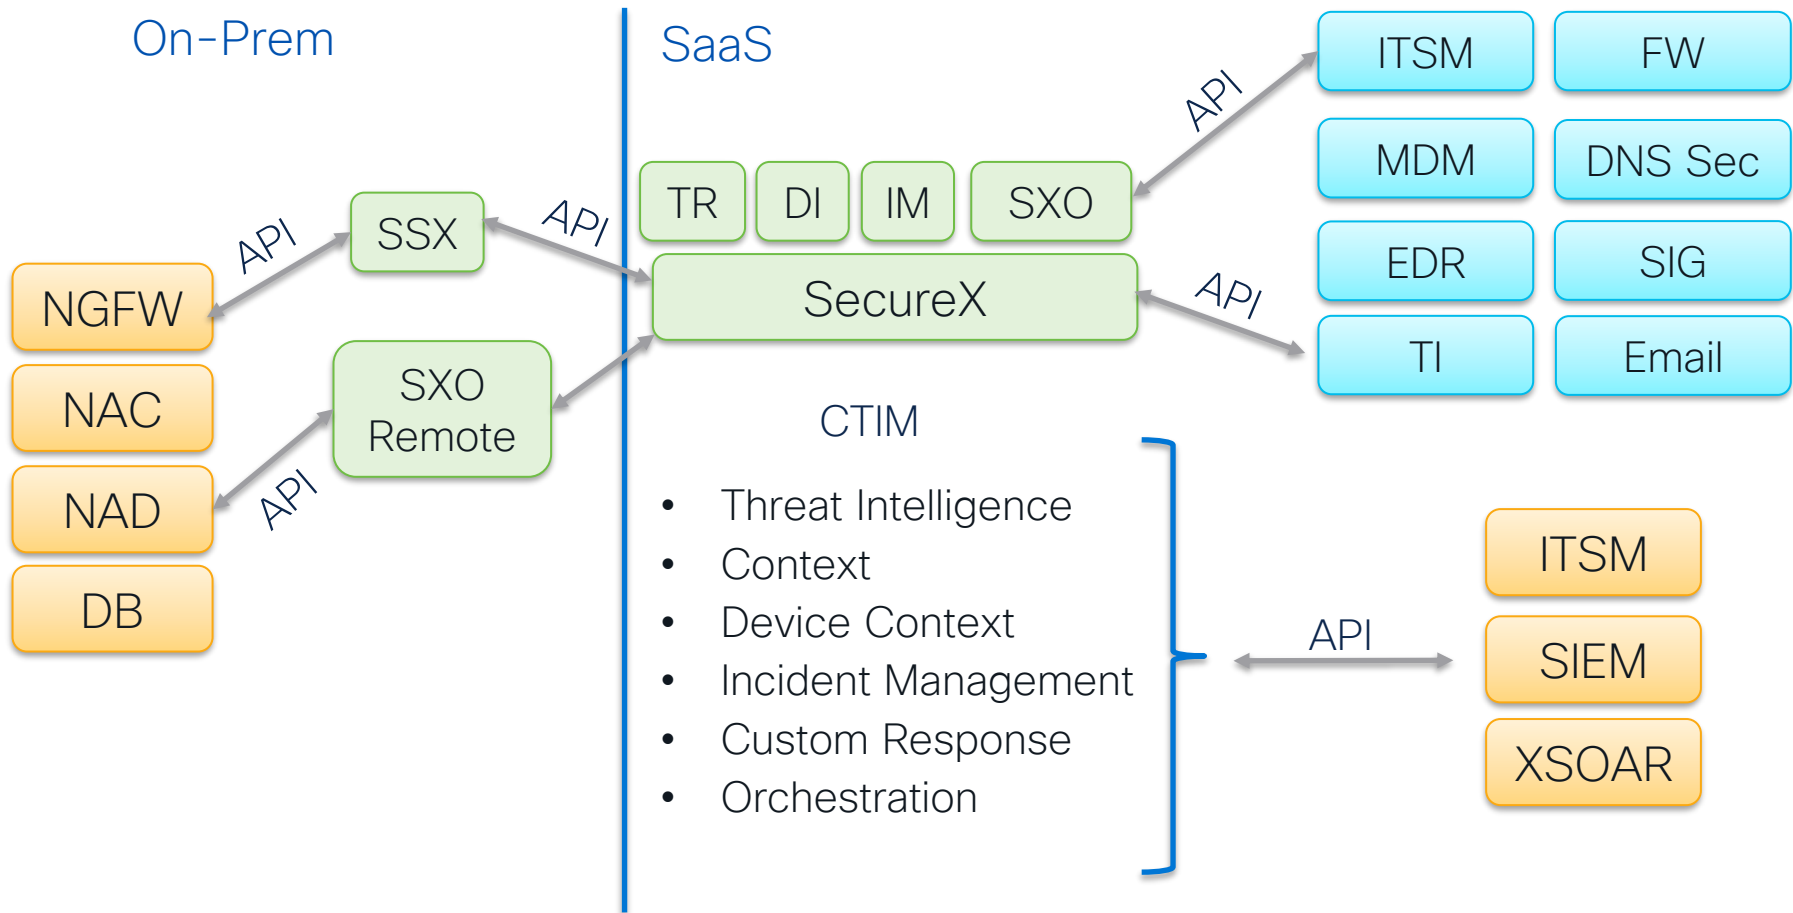 On-Prem
SaaS
API
SSX
API
NGFW
NAC
NAD
DB
SXO
Remote
API
TR
DI
IM
SXO
SecureX
API
API
ITSM
FW
MDM
DNS Sec
EDR
SIG
TI
Email
CTIM
• Threat Intelligence
• Context
• Device Context
• Incident Management
• Custom Response
• Orchestration
API
ITSM
SIEM
XSOAR